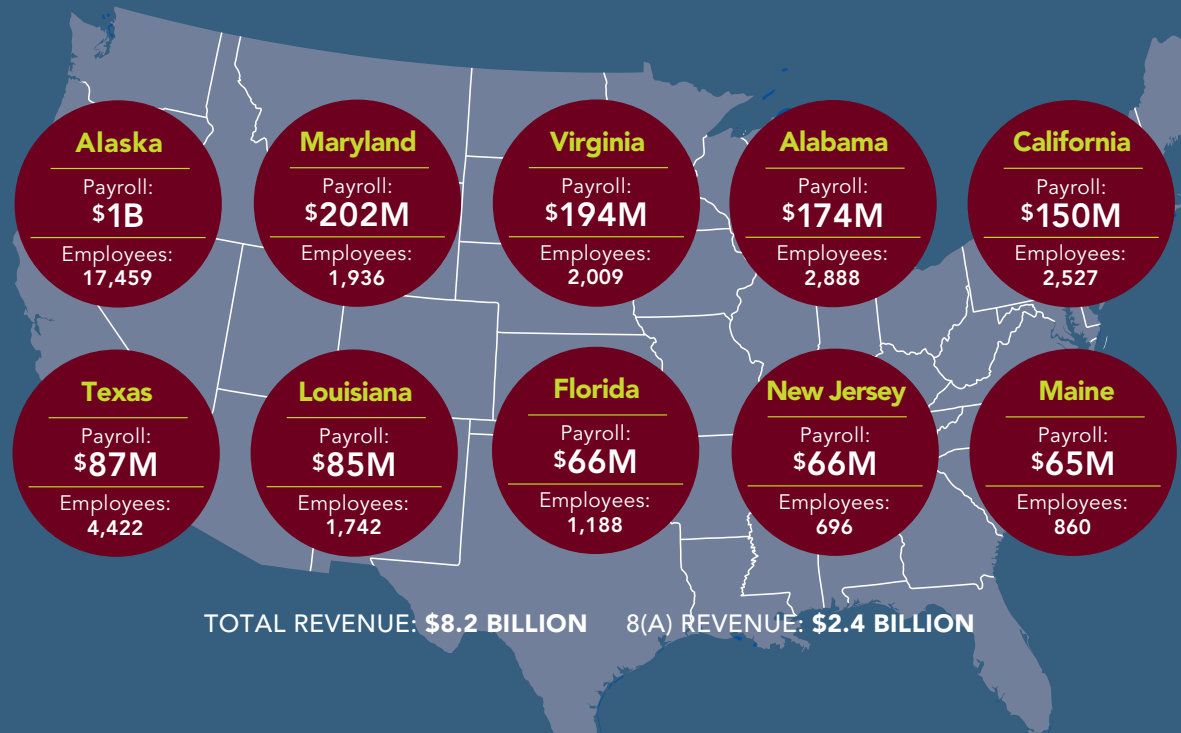 Alaska
Payroll:
$1B
Employees:
17,459
Maryland
Payroll:
$202M
Employees:
1,936
Virginia
Payroll:
$194M
Employees:
2,009
Alabama
Payroll:
$174M
Employees:
2,888
California
Payroll:
$150M
Employees:
2,527
Texas
Payroll:
$87M
Employees:
4,422
Louisiana
Payroll:
$85M
Employees:
1,742
Florida
Payroll:
$66M
Employees:
1,188
New Jersey
Payroll:
$66M
Employees:
696
Maine
Payroll:
$65M
Employees:
860
TOTAL REVENUE: $8.2 BILLION 8(A) REVENUE: $2.4 BILLION